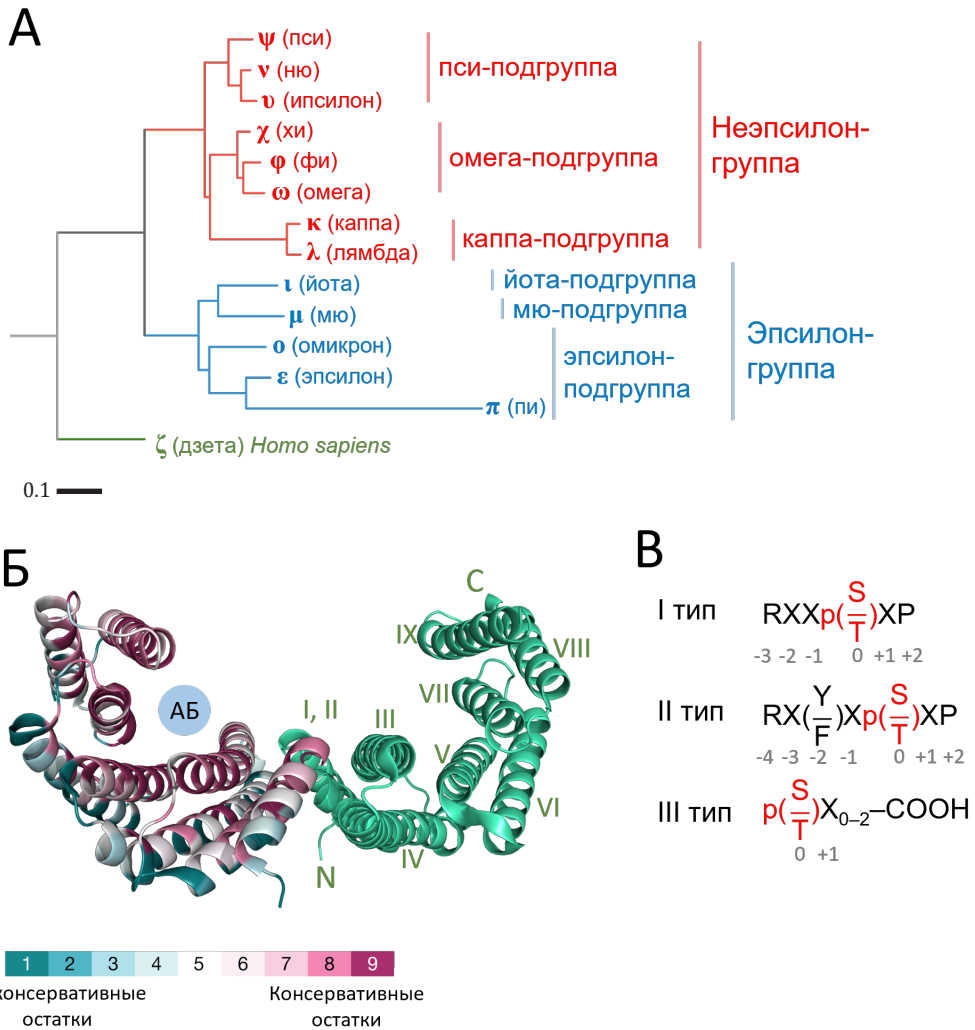 А
ψ (пси)
ν (ню)
υ (ипсилон)
пси-подгруппа
χ (хи)
φ (фи)
ω (омега)
омега-подгруппа
κ (каппа)
λ (лямбда)
каппа-подгруппа
Неэпсилон-
группа
ι (йота)
йота-подгруппа
μ (мю)
мю-подгруппа
ο (омикрон)
ε (эпсилон)
π (пи)
эпсилон-
подгруппа
Эпсилон-
группа
ζ (дзета) Homo sapiens
0.1
Б
АБ
I, II
III
IV
V
VI
VII
VIII
IX
N
C
1 2 3 4 5 6 7 8 9
консервативные
остатки
Консервативные
остатки
В
I тип
RXXp(S/T)XP
-3 -2 -1 0 +1 +2
II тип
RX(Y/F)Xp(S/T)XP
-4 -3 -2 -1 0 +1 +2
III тип
p(S/T)X0–2–COOH
0 +1